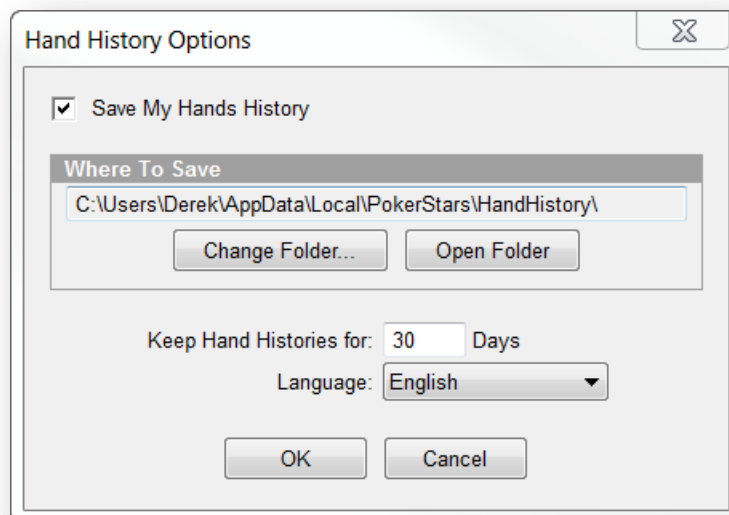 Hand History Options
Save My Hands History
Where To Save
C:\Users\Derek\AppData\Local\PokerStars\HandHistory\
Change Folder... Open Folder
Keep Hand Histories for: 30 Days
Language: English
OK Cancel